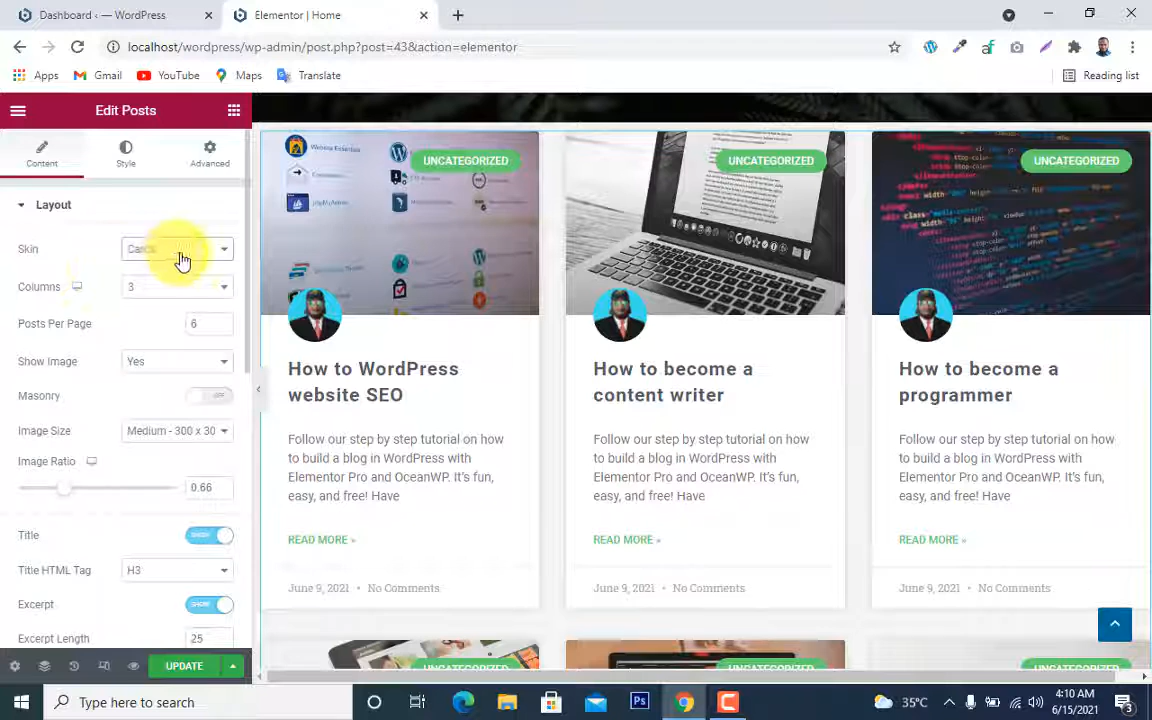 Dashboard ‹ — WordPress
Elementor | Home
localhost/wordpress/wp-admin/post.php?post=43&action=elementor
Apps
Gmail
YouTube
Maps
Translate
Reading list
Edit Posts
Content
Style
Advanced
Layout
Skin
Cards
Columns
3
Posts Per Page
6
Show Image
Yes
Masonry
OFF
Image Size
Medium - 300 x 30
Image Ratio
0.66
Title
SHOW
Title HTML Tag
H3
Excerpt
SHOW
Excerpt Length
25
UPDATE
UNCATEGORIZED
UNCATEGORIZED
UNCATEGORIZED
How to WordPress
website SEO
Follow our step by step tutorial on how
to build a blog in WordPress with
Elementor Pro and OceanWP. It's fun,
easy, and free! Have
READ MORE »
June 9, 2021 • No Comments
How to become a
content writer
Follow our step by step tutorial on how
to build a blog in WordPress with
Elementor Pro and OceanWP. It's fun,
easy, and free! Have
READ MORE »
June 9, 2021 • No Comments
How to become a
programmer
Follow our step by step tutorial on how
to build a blog in WordPress with
Elementor Pro and OceanWP. It's fun,
easy, and free! Have
READ MORE »
June 9, 2021 • No Comments
UNCATEGORIZED
UNCATEGORIZED
UNCATEGORIZED
Type here to search
Ps
35°C
4:10 AM
6/15/2021
3